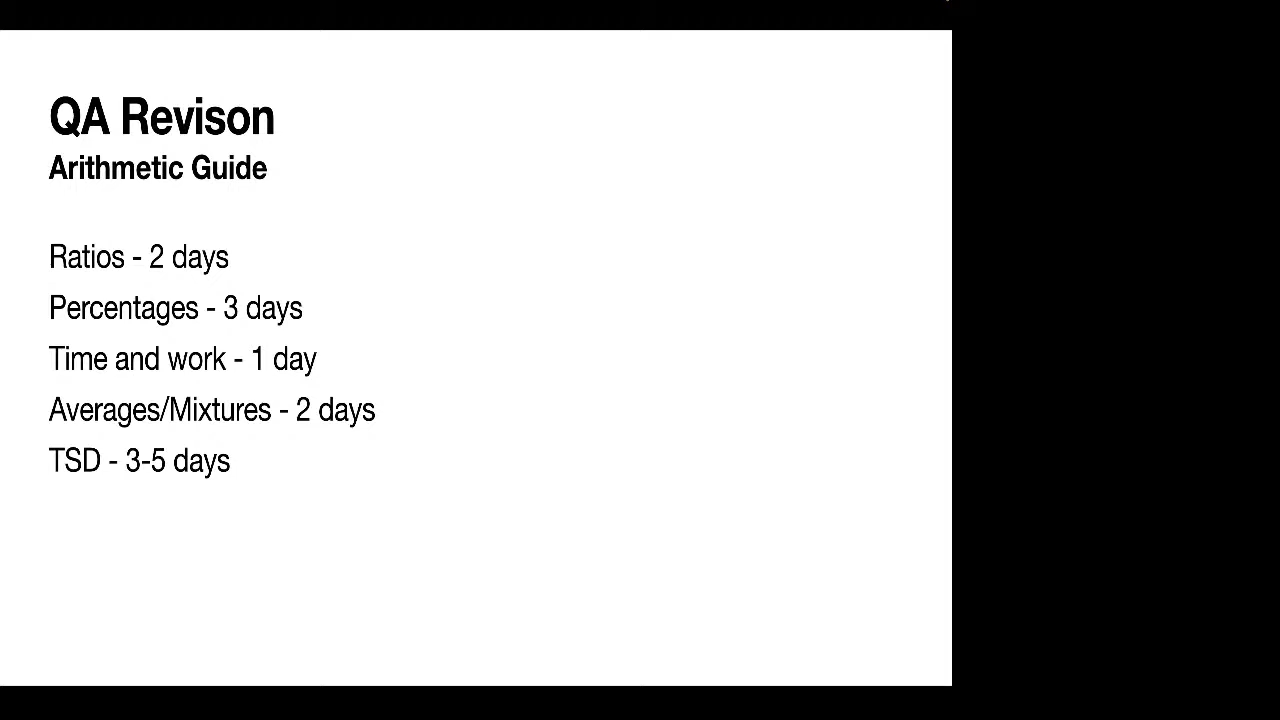 QA Revison
Arithmetic Guide
Ratios - 2 days
Percentages - 3 days
Time and work - 1 day
Averages/Mixtures - 2 days
TSD - 3-5 days